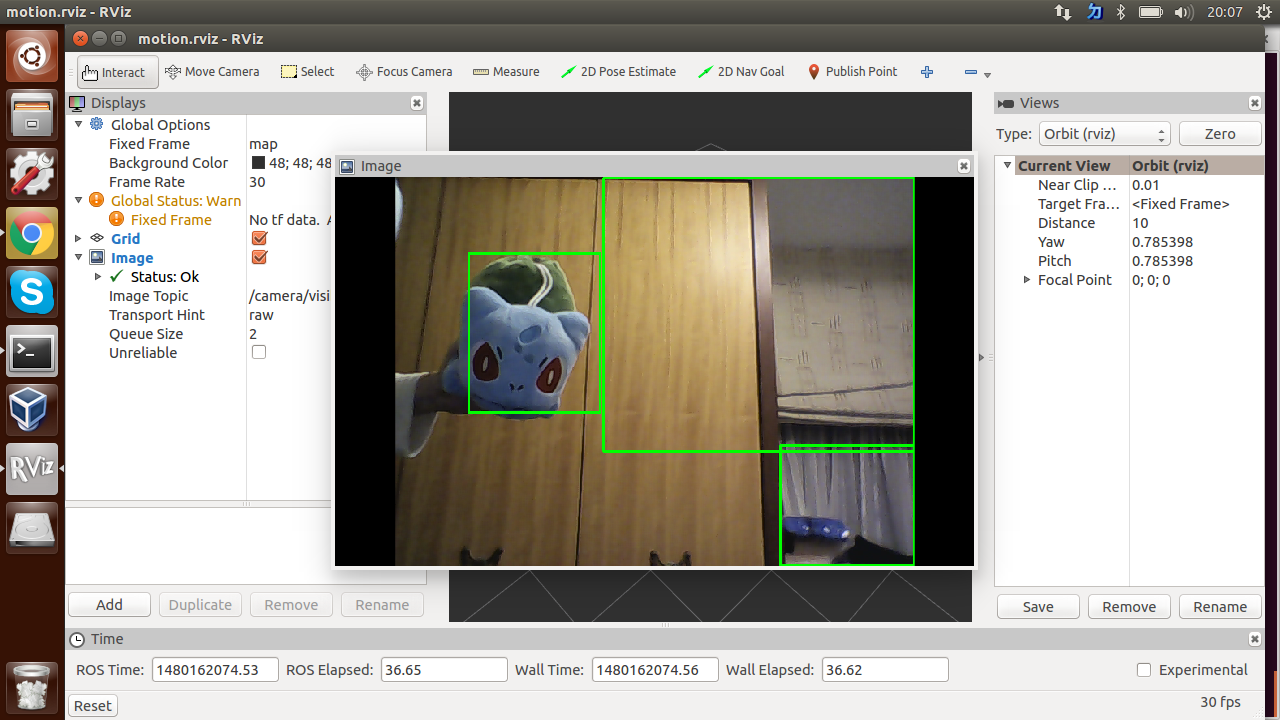 motion.rviz - RViz
20:07
motion.rviz - RViz
Interact
Move Camera
Select
Focus Camera
Measure
2D Pose Estimate
2D Nav Goal
Publish Point
Displays
Global Options
Fixed Frame map
Background Color 48; 48; 48
Frame Rate 30
Global Status: Warn
Fixed Frame No tf data. A
Grid
Image
Status: Ok
Image Topic /camera/visi
Transport Hint raw
Queue Size 2
Unreliable
Add
Duplicate
Remove
Rename
Image
Views
Type: Orbit (rviz) Zero
Current View Orbit (rviz)
Near Clip ... 0.01
Target Fra... <Fixed Frame>
Distance 10
Yaw 0.785398
Pitch 0.785398
Focal Point 0; 0; 0
Save
Remove
Rename
Time
ROS Time: 1480162074.53 ROS Elapsed: 36.65 Wall Time: 1480162074.56 Wall Elapsed: 36.62 Experimental
Reset
30 fps
RViz